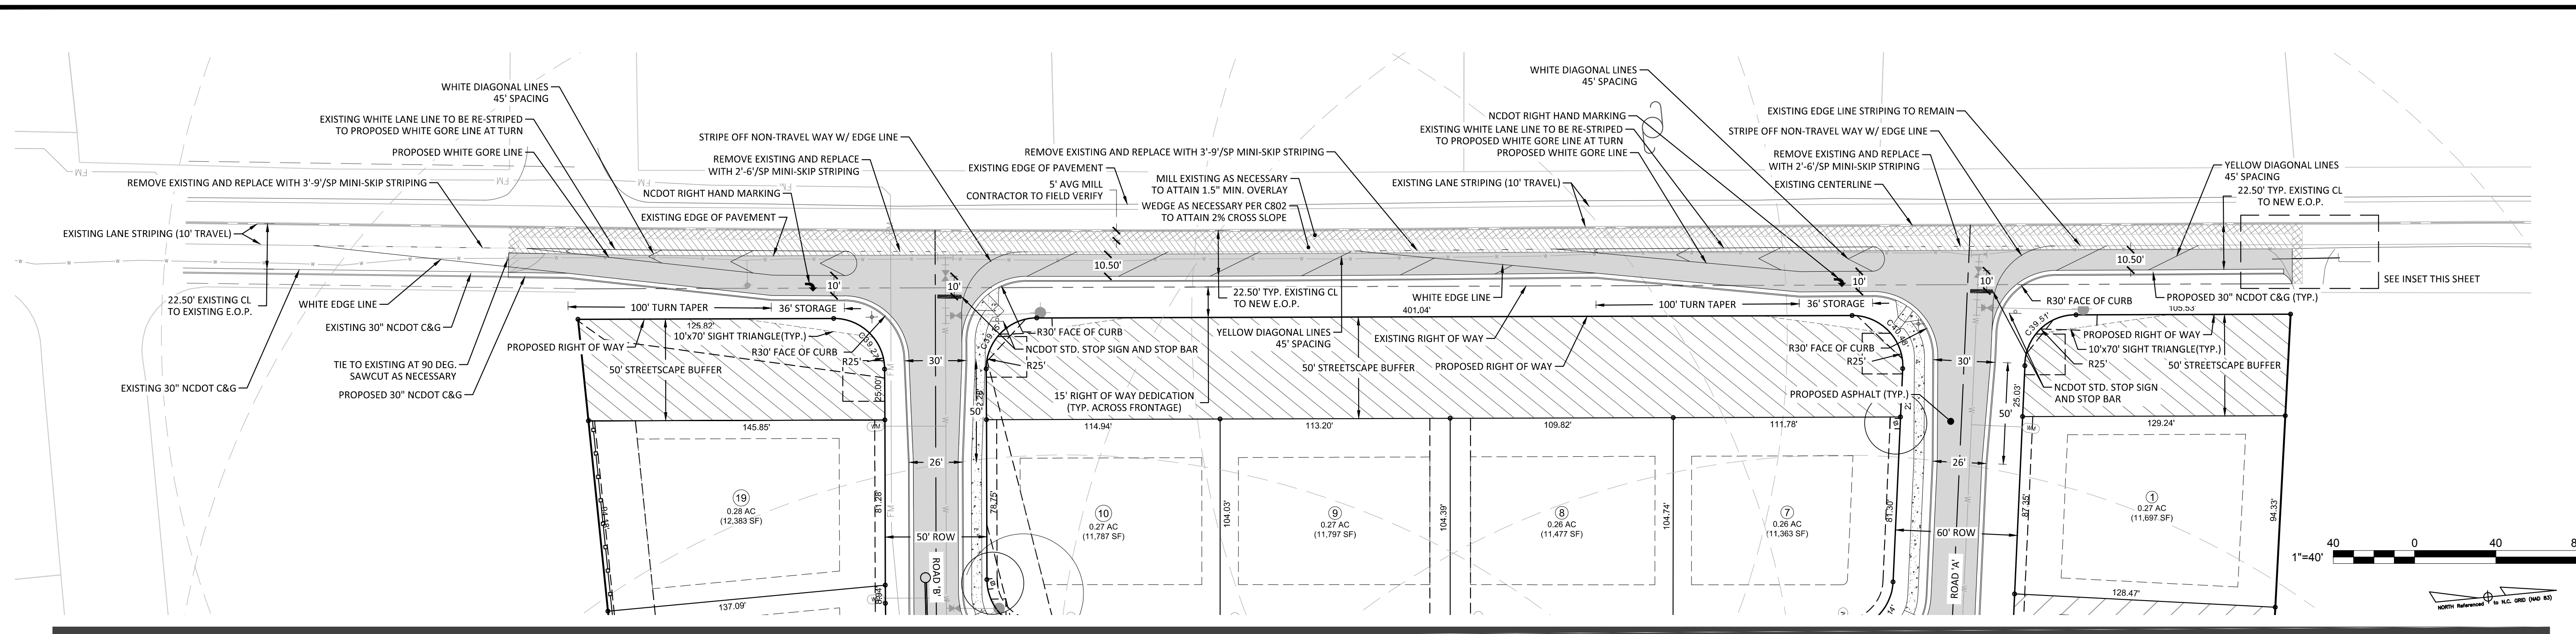 WHITE DIAGONAL LINES
45' SPACING
EXISTING WHITE LANE LINE TO BE RE-STRIPED
TO PROPOSED WHITE GORE LINE AT TURN
PROPOSED WHITE GORE LINE
REMOVE EXISTING AND REPLACE WITH 3'-9'/SP MINI-SKIP STRIPING
EXISTING LANE STRIPING (10' TRAVEL)
STRIPE OFF NON-TRAVEL WAY W/ EDGE LINE
REMOVE EXISTING AND REPLACE
WITH 2'-6'/SP MINI-SKIP STRIPING
NCDOT RIGHT HAND MARKING
EXISTING EDGE OF PAVEMENT
REMOVE EXISTING AND REPLACE WITH 3'-9'/SP MINI-SKIP STRIPING
EXISTING EDGE OF PAVEMENT
5' AVG MILL
CONTRACTOR TO FIELD VERIFY
MILL EXISTING AS NECESSARY
TO ATTAIN 1.5" MIN. OVERLAY
WEDGE AS NECESSARY PER C802
TO ATTAIN 2% CROSS SLOPE
WHITE DIAGONAL LINES
45' SPACING
NCDOT RIGHT HAND MARKING
EXISTING WHITE LANE LINE TO BE RE-STRIPED
TO PROPOSED WHITE GORE LINE AT TURN
PROPOSED WHITE GORE LINE
EXISTING LANE STRIPING (10' TRAVEL)
EXISTING EDGE LINE STRIPING TO REMAIN
STRIPE OFF NON-TRAVEL WAY W/ EDGE LINE
REMOVE EXISTING AND REPLACE
WITH 2'-6'/SP MINI-SKIP STRIPING
EXISTING CENTERLINE
YELLOW DIAGONAL LINES
45' SPACING
22.50' TYP. EXISTING CL
TO NEW E.O.P.
SEE INSET THIS SHEET
FM
FM
FM
10'
10'
10.50'
10'
10'
10.50'
22.50' EXISTING CL
TO EXISTING E.O.P.
WHITE EDGE LINE
EXISTING 30" NCDOT C&G
EXISTING 30" NCDOT C&G
TIE TO EXISTING AT 90 DEG.
SAWCUT AS NECESSARY
PROPOSED 30" NCDOT C&G
PROPOSED RIGHT OF WAY
100' TURN TAPER
36' STORAGE
125.82'
10'x70' SIGHT TRIANGLE(TYP.)
R30' FACE OF CURB
R25'
50' STREETSCAPE BUFFER
25.00'
30'
R30' FACE OF CURB
NCDOT STD. STOP SIGN AND STOP BAR
R25'
50'
22.50' TYP. EXISTING CL
TO NEW E.O.P.
YELLOW DIAGONAL LINES
45' SPACING
15' RIGHT OF WAY DEDICATION
(TYP. ACROSS FRONTAGE)
401.04'
WHITE EDGE LINE
EXISTING RIGHT OF WAY
50' STREETSCAPE BUFFER
PROPOSED RIGHT OF WAY
100' TURN TAPER
36' STORAGE
R30' FACE OF CURB
R25'
PROPOSED ASPHALT (TYP.)
30'
R30' FACE OF CURB
PROPOSED 30" NCDOT C&G (TYP.)
C39.51'
105.53'
PROPOSED RIGHT OF WAY
10'x70' SIGHT TRIANGLE(TYP.)
R25'
50' STREETSCAPE BUFFER
NCDOT STD. STOP SIGN
AND STOP BAR
25.03'
50'
145.85'
114.94'
113.20'
109.82'
111.78'
129.24'
26'
26'
19
0.28 AC
(12,383 SF)
81.28'
FM
78.75'
10
0.27 AC
(11,787 SF)
104.03'
9
0.27 AC
(11,797 SF)
104.39'
8
0.26 AC
(11,477 SF)
104.74'
7
0.26 AC
(11,363 SF)
81.30'
87.35'
1
0.27 AC
(11,697 SF)
94.33'
50' ROW
60' ROW
ROAD 'B'
ROAD 'A'
137.09'
128.47'
1"=40'
40
0
40
NORTH Referenced to N.C. GRID (NAD 83)